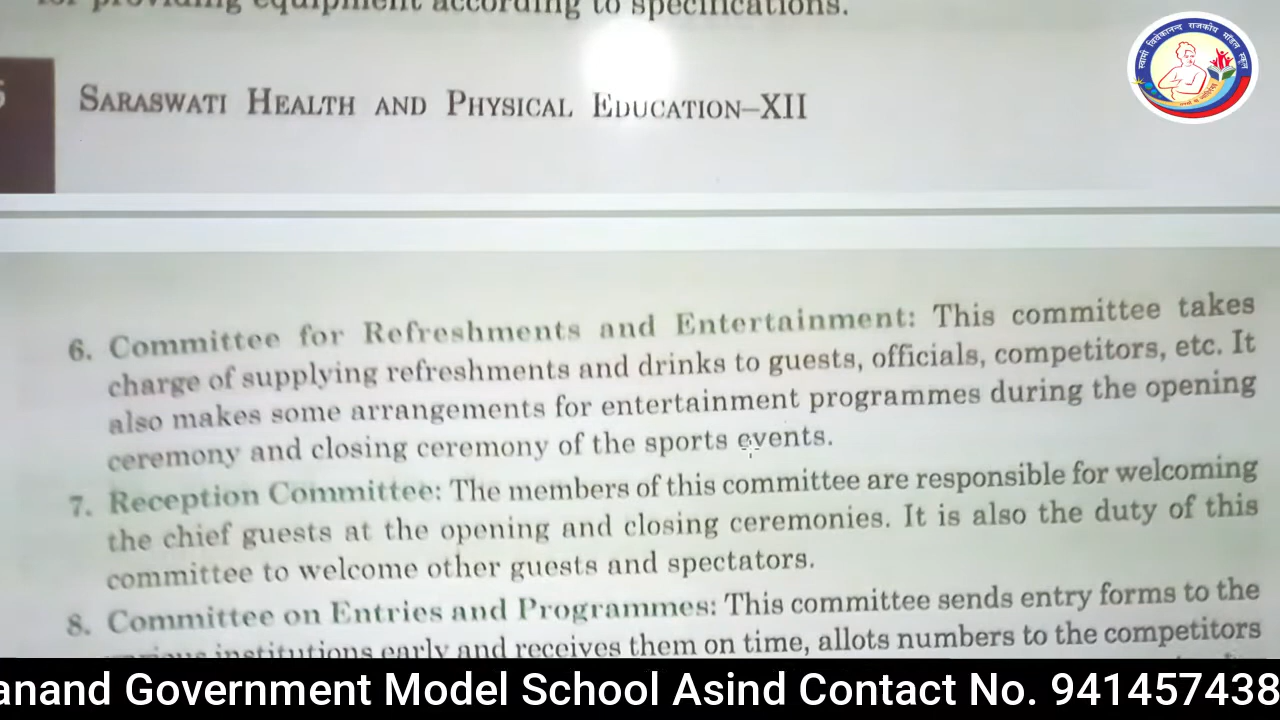 for providing equipment according to specifications.
SARASWATI HEALTH AND PHYSICAL EDUCATION–XII
स्वामी विवेकानन्द राजकीय मॉडल स्कूल
6. Committee for Refreshments and Entertainment: This committee takes
charge of supplying refreshments and drinks to guests, officials, competitors, etc. It
also makes some arrangements for entertainment programmes during the opening
ceremony and closing ceremony of the sports events.
7. Reception Committee: The members of this committee are responsible for welcoming
the chief guests at the opening and closing ceremonies. It is also the duty of this
committee to welcome other guests and spectators.
8. Committee on Entries and Programmes: This committee sends entry forms to the
various institutions early and receives them on time, allots numbers to the competitors
anand Government Model School Asind Contact No. 941457438